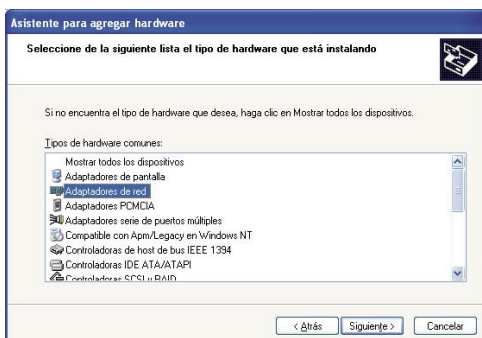 Asistente para agregar hardware
Seleccione de la siguiente lista el tipo de hardware que está instalando
Si no encuentra el tipo de hardware que desea, haga clic en Mostrar todos los dispositivos.
Tipos de hardware comunes:
Mostrar todos los dispositivos
Adaptadores de pantalla
Adaptadores de red
Adaptadores PCMCIA
Adaptadores serie de puertos múltiples
Compatible con Apm/Legacy en Windows NT
Controladoras de host de bus IEEE 1394
Controladoras IDE ATA/ATAPI
Controladoras SCSI y RAID
< Atrás Siguiente > Cancelar